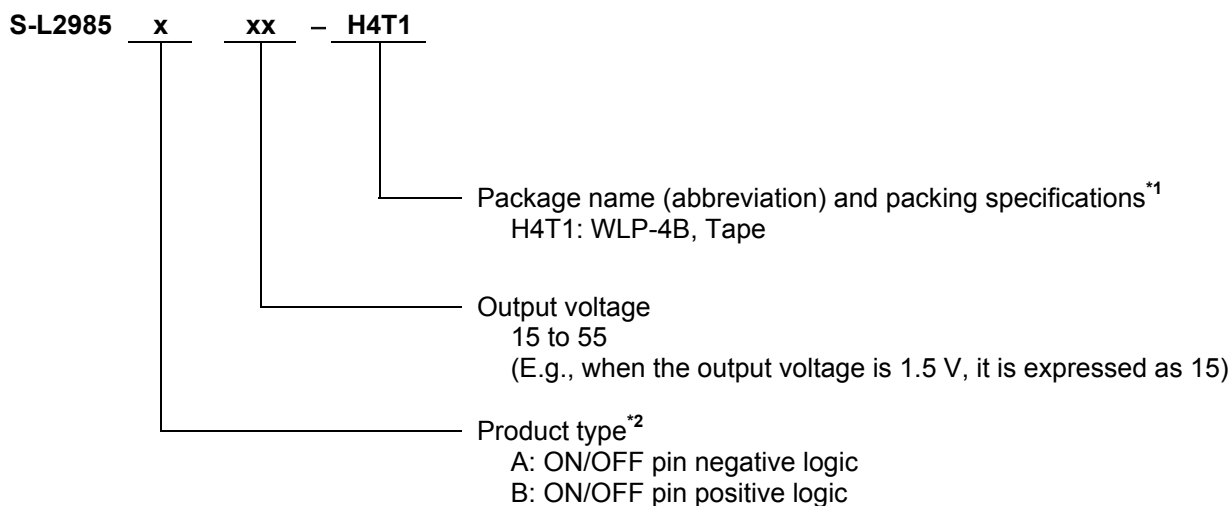 S-L2985 x xx – H4T1
Package name (abbreviation) and packing specifications*1
H4T1: WLP-4B, Tape
Output voltage
15 to 55
(E.g., when the output voltage is 1.5 V, it is expressed as 15)
Product type*2
A: ON/OFF pin negative logic
B: ON/OFF pin positive logic